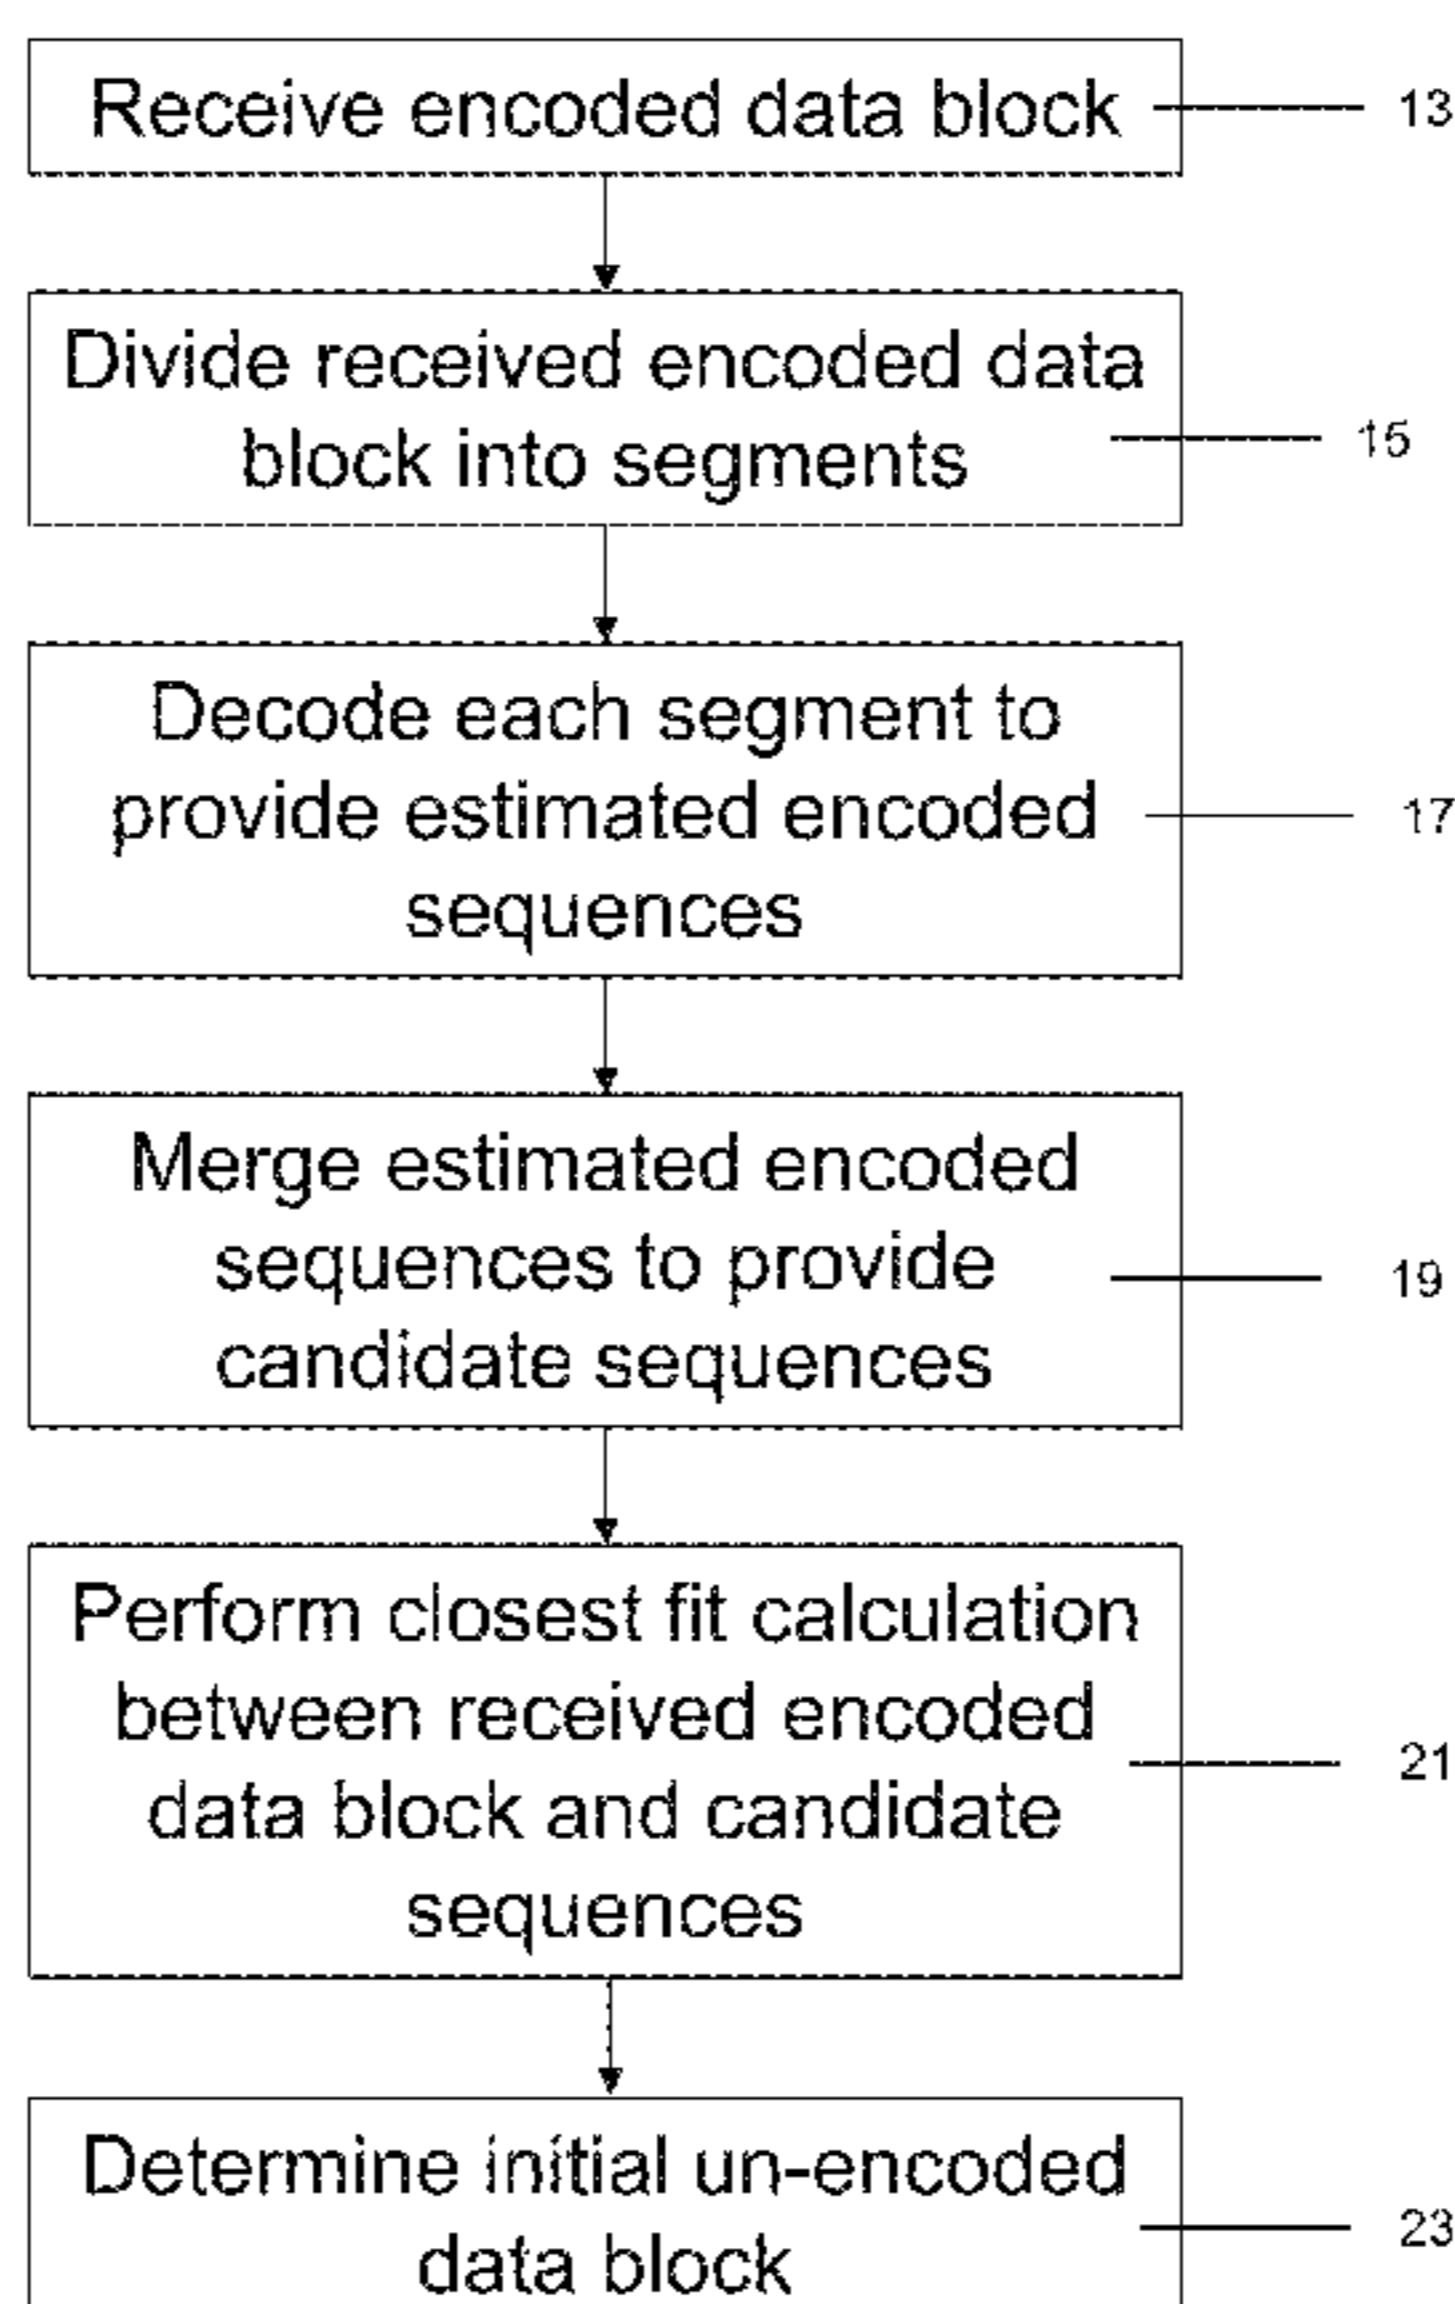 Receive encoded data block
13
Divide received encoded data
block into segments
15
Decode each segment to
provide estimated encoded
sequences
17
Merge estimated encoded
sequences to provide
candidate sequences
19
Perform closest fit calculation
between received encoded
data block and candidate
sequences
21
Determine initial un-encoded
data block
23